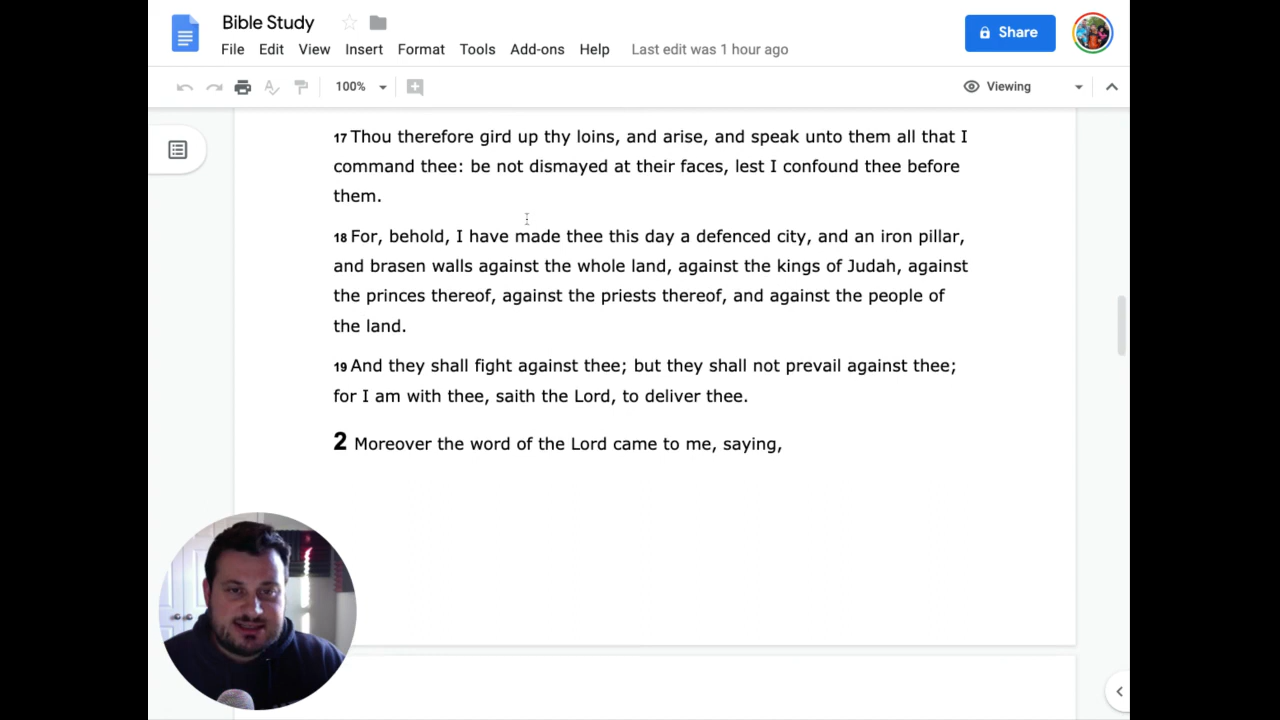 Bible Study
File Edit View Insert Format Tools Add-ons Help Last edit was 1 hour ago
Share
100%
Viewing
17 Thou therefore gird up thy loins, and arise, and speak unto them all that I
command thee: be not dismayed at their faces, lest I confound thee before
them.
18 For, behold, I have made thee this day a defenced city, and an iron pillar,
and brasen walls against the whole land, against the kings of Judah, against
the princes thereof, against the priests thereof, and against the people of
the land.
19 And they shall fight against thee; but they shall not prevail against thee;
for I am with thee, saith the Lord, to deliver thee.
2 Moreover the word of the Lord came to me, saying,